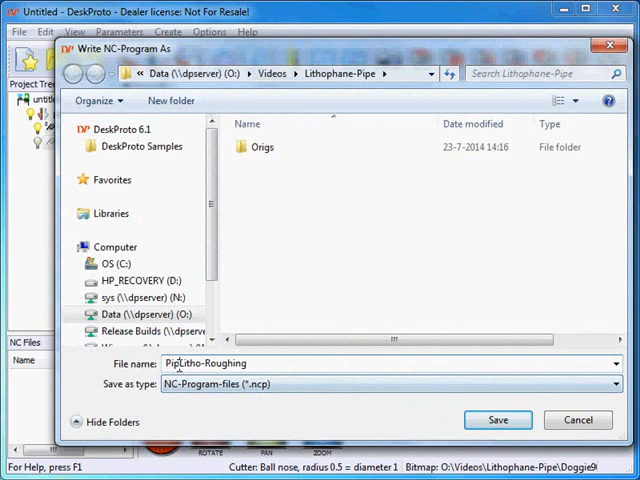 Untitled - DeskProto - Dealer license: Not For Resale!
File Edit Parameters Create Options Help
Write NC-Program As
« Data (\\dpserver) (O:) Videos Lithophane-Pipe
Search Lithophane-Pipe
Organize New folder
Project Tree
untitle
DeskProto 6.1
DeskProto Samples
Favorites
Libraries
Computer
OS (C:)
HP_RECOVERY (D:)
sys (\\dpserver) (N:)
Data (\\dpserver) (O:)
Release Builds (\\dpserve
Name Date modified Type
Origs 23-7-2014 14:16 File folder
NC Files
Name
File name: PipLitho-Roughing
Save as type: NC-Program-files (*.ncp)
Hide Folders Save Cancel
ROTATE PAN ZOOM
For Help, press F1 Cutter: Ball nose, radius 0.5 = diameter 1 Bitmap: O:\Videos\Lithophane-Pipe\Doggie9